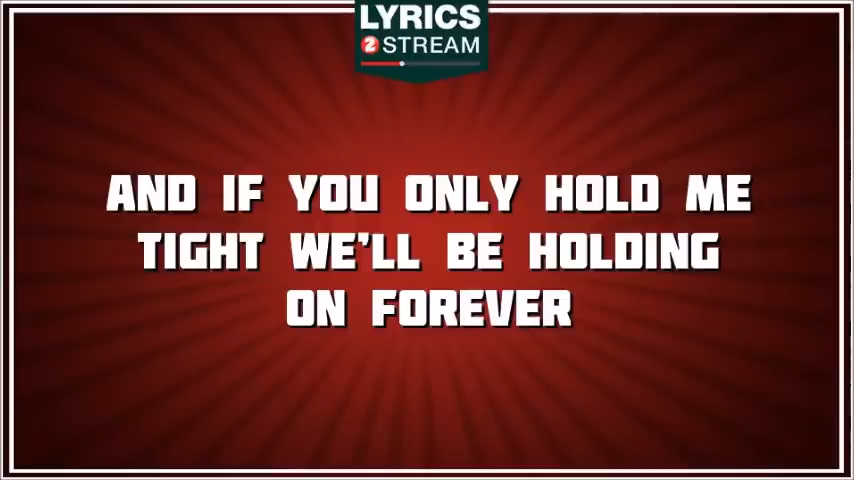 LYRICS
2 STREAM
AND IF YOU ONLY HOLD ME
TIGHT WE'LL BE HOLDING
ON FOREVER